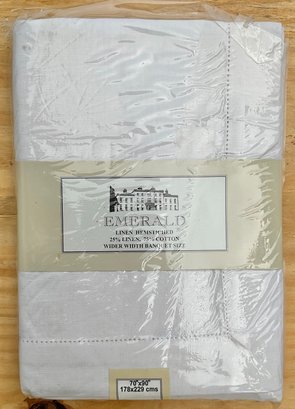 EMERALD
LINEN HEMSTITCHED
25% LINEN, 75% COTTON
WIDER WIDTH BANQUET SIZE
70"x90"
178x229 cms